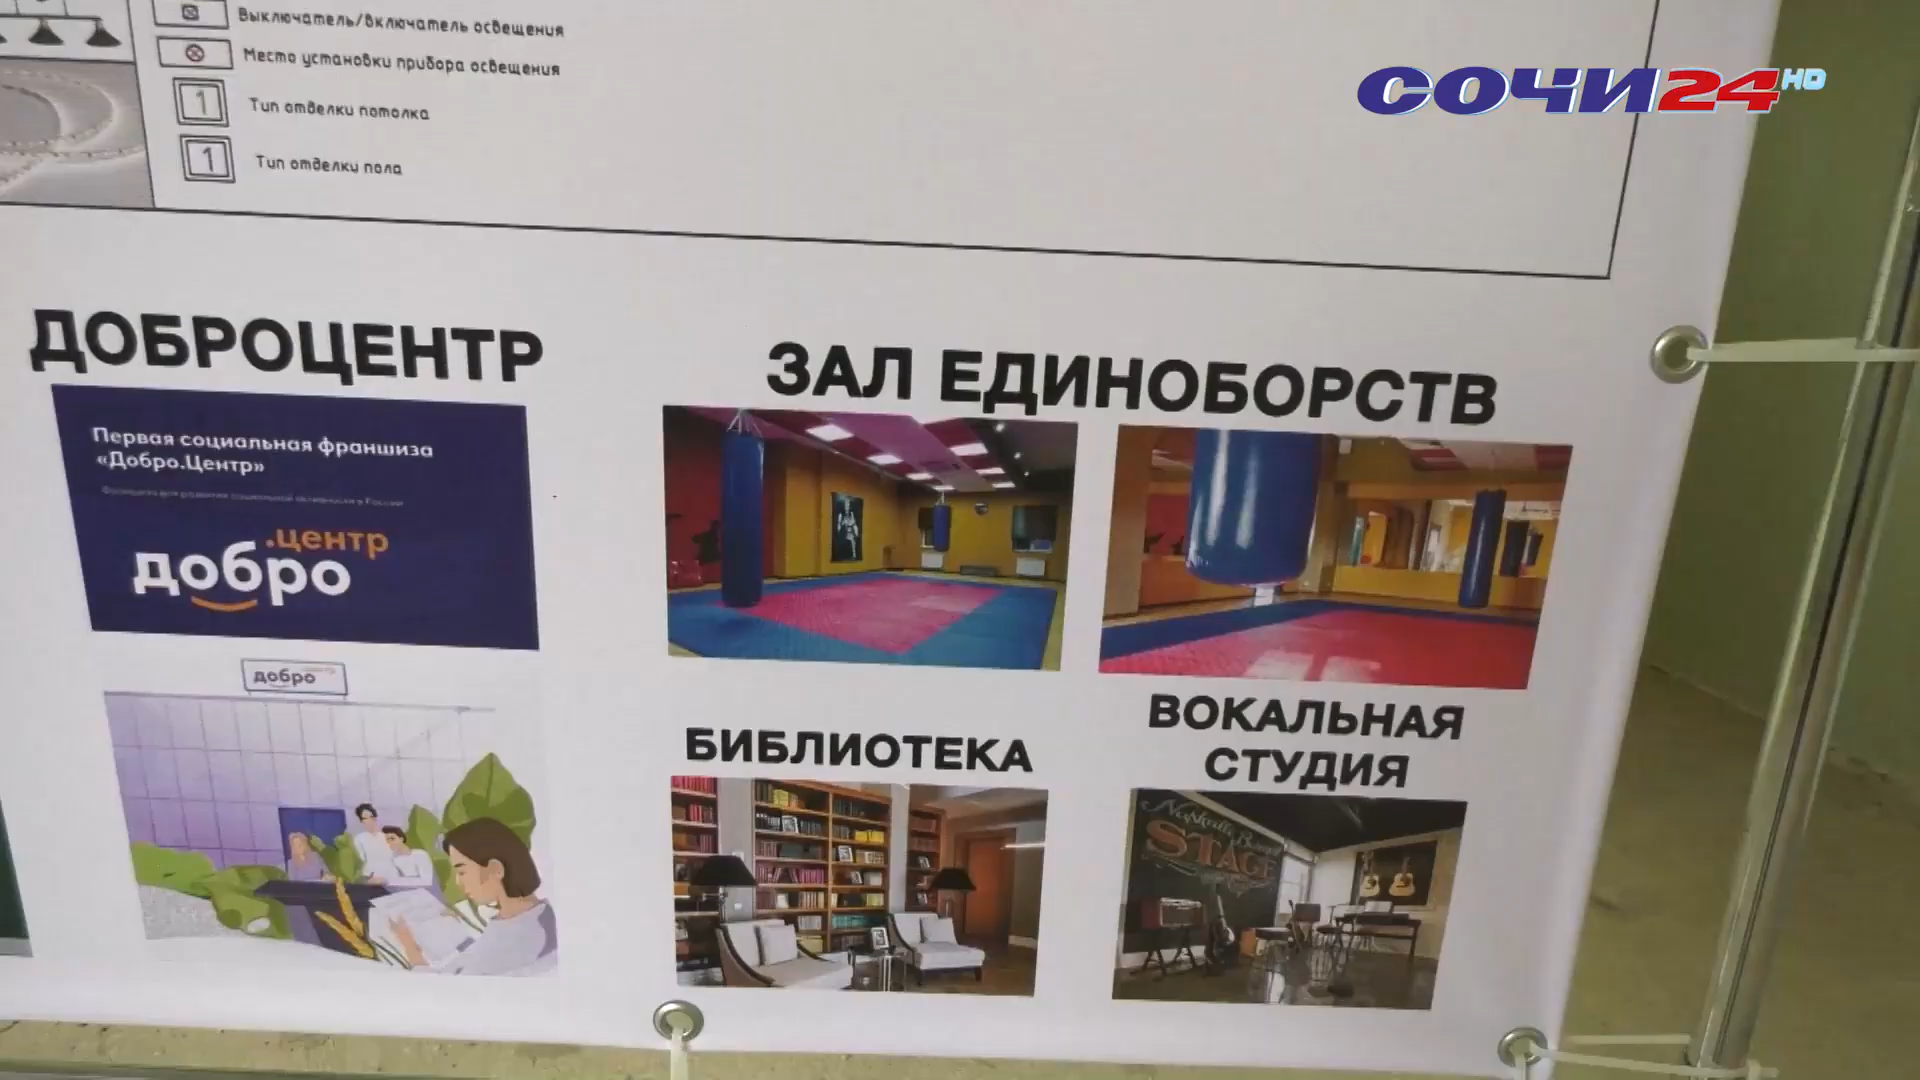 Выключатель/включатель освещения
Место установки прибора освещения
1 Тип отделки потолка
1 Тип отделки пола
СОЧИ24HD
ДОБРОЦЕНТР
ЗАЛ ЕДИНОБОРСТВ
Первая социальная франшиза
«Добро.Центр»
.центр
добро
добро
БИБЛИОТЕКА
ВОКАЛЬНАЯ
СТУДИЯ
STAGE